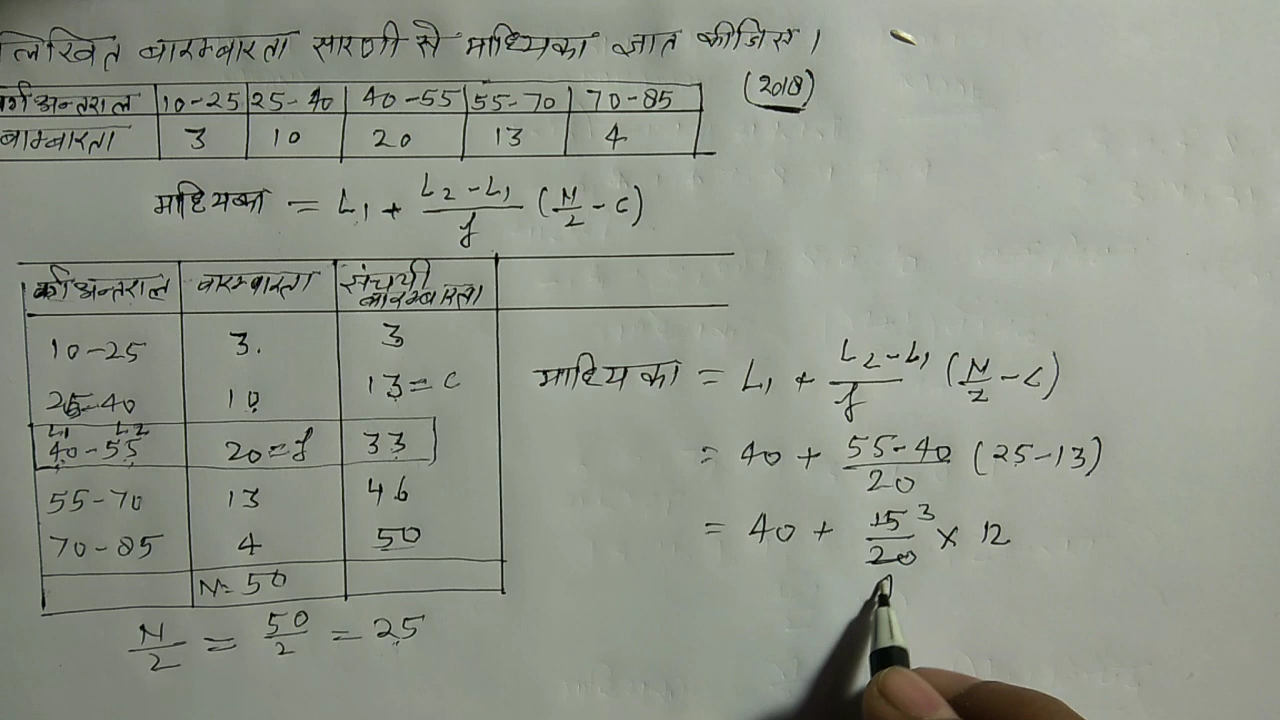 लिखित बारम्बारता सारणी से माध्यिका ज्ञात कीजिए।
(2018)
वर्ग अन्तराल 10-25 25-40 40-55 55-70 70-85
बाम्बारता 3 10 20 13 4
माध्यिका = L₁ + (L₂-L₁)/f (N/2 - C)
वर्ग अन्तराल बारम्बारता संचयी बारम्बारता
10-25 3. 3
25-40 10 13=C
L₁ L₂
40-55 20=f 33
55-70 13 46
70-85 4 50
N=50
N/2 = 50/2 = 25
माध्यिका = L₁ + (L₂-L₁)/f (N/2 - C)
= 40 + (55-40)/20 (25-13)
= 40 + 15³/20 × 12